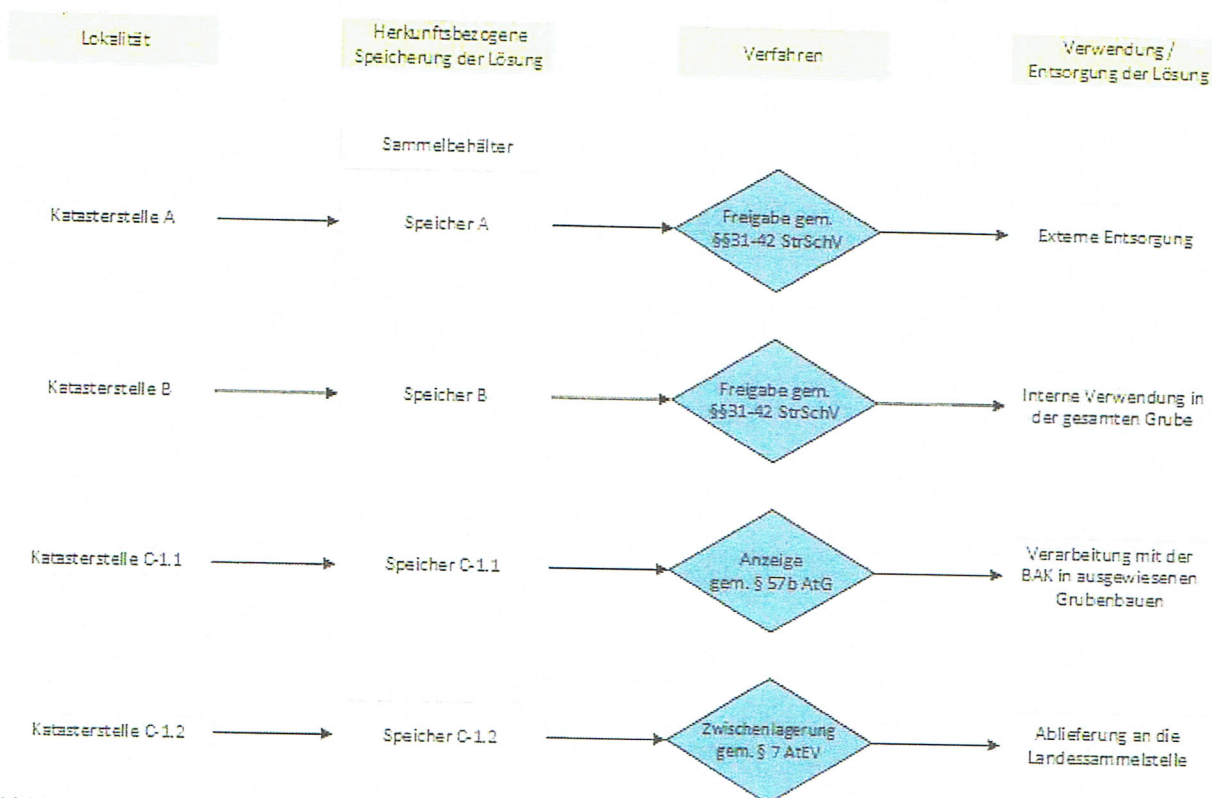 Lokalität
Herkunftsbezogene
Speicherung der Lösung
Verfahren
Verwendung /
Entsorgung der Lösung
Sammelbehälter
Katasterstelle A
Speicher A
Freigabe gem.
§§31-42 StrSchV
Externe Entsorgung
Katasterstelle B
Speicher B
Freigabe gem.
§§31-42 StrSchV
Interne Verwendung in
der gesamten Grube
Katasterstelle C-1.1
Speicher C-1.1
Anzeige
gem. § 57b AtG
Verarbeitung mit der
BAK in ausgewiesenen
Grubenbauen
Katasterstelle C-1.2
Speicher C-1.2
Zwischenlagerung
gem. § 7 AtEV
Ablieferung an die
Landessammelstelle